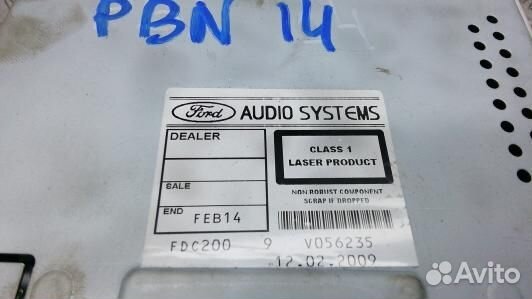 PBN 14
Ford AUDIO SYSTEMS
DEALER
CLASS 1
LASER PRODUCT
SALE
NON ROBUST COMPONENT
SCRAP IF DROPPED
END FEB14
FDC200 9 V056235
12.02.2009
Avito